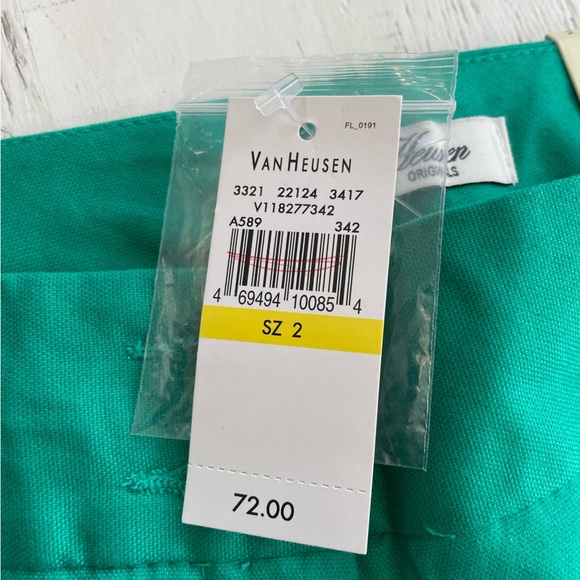 FL_0191
VAN HEUSEN
3321 22124 3417
V118277342
A589 342
4 69494 10085 4
SZ 2
72.00
Heusen
ORIGINALS